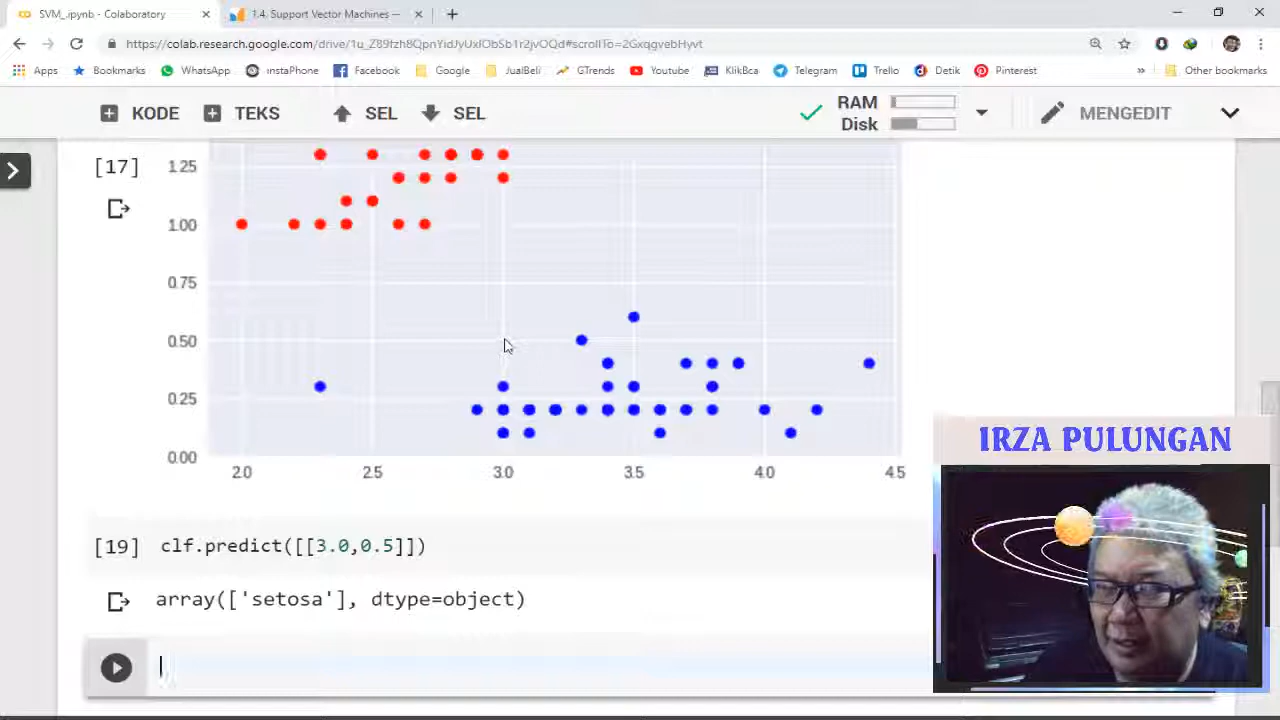 SVM_.ipynb - Colaboratory
1.4. Support Vector Machines —
https://colab.research.google.com/drive/1u_Z89fzh8QpnYidJyUxIObSb1r2jvOQd#scrollTo=2GxqgvebHyvt
Apps Bookmarks WhatsApp instaPhone Facebook Google JualBeli GTrends Youtube KlikBca Telegram Trello Detik Pinterest » Other bookmarks
KODE TEKS SEL SEL RAM Disk MENGEDIT
[17]
1.25
1.00
0.75
0.50
0.25
0.00
2.0 2.5 3.0 3.5 4.0 4.5
IRZA PULUNGAN
[19] clf.predict([[3.0,0.5]])
array(['setosa'], dtype=object)